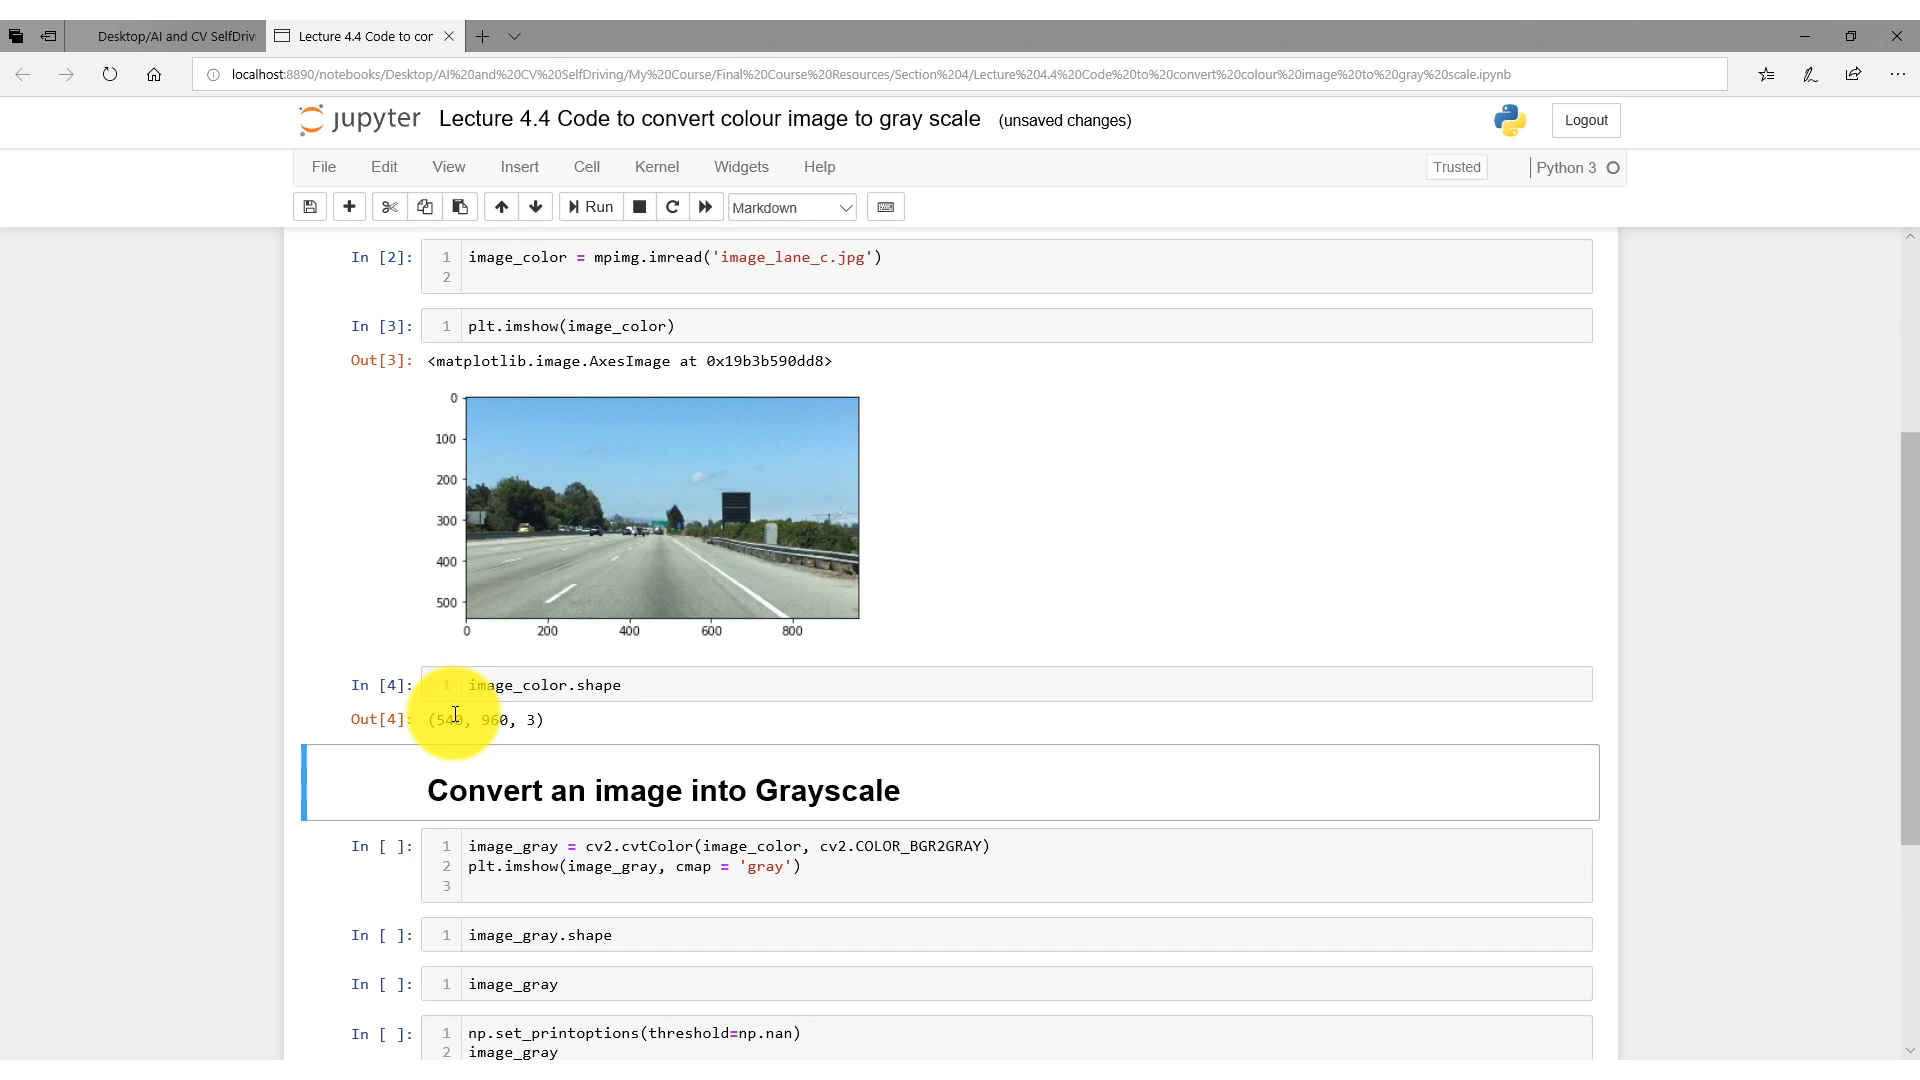 Desktop/AI and CV SelfDriv
Lecture 4.4 Code to cor
localhost:8890/notebooks/Desktop/AI%20and%20CV%20SelfDriving/My%20Course/Final%20Course%20Resources/Section%204/Lecture%204.4%20Code%20to%20convert%20colour%20image%20to%20gray%20scale.ipynb
jupyter Lecture 4.4 Code to convert colour image to gray scale (unsaved changes)
Logout
File Edit View Insert Cell Kernel Widgets Help
Trusted
Python 3
Run
Markdown
In [2]: 1 image_color = mpimg.imread('image_lane_c.jpg')
2
In [3]: 1 plt.imshow(image_color)
Out[3]: <matplotlib.image.AxesImage at 0x19b3b590dd8>
0
100
200
300
400
500
0 200 400 600 800
In [4]: 1 image_color.shape
Out[4]: (540, 960, 3)
Convert an image into Grayscale
In [ ]: 1 image_gray = cv2.cvtColor(image_color, cv2.COLOR_BGR2GRAY)
2 plt.imshow(image_gray, cmap = 'gray')
3
In [ ]: 1 image_gray.shape
In [ ]: 1 image_gray
In [ ]: 1 np.set_printoptions(threshold=np.nan)
2 image_gray